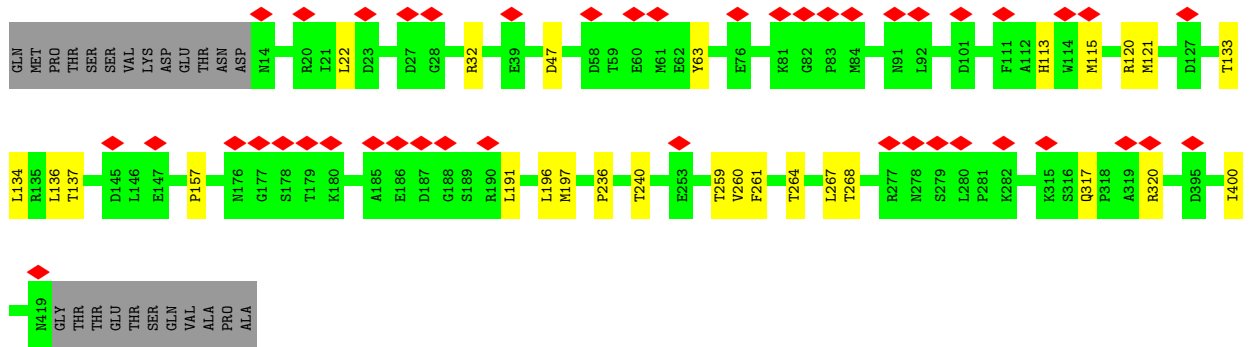 GLN MET PRO THR SER SER VAL LYS ASP GLU THR ASN ASP N14 R20 I21 L22 D23 D27 G28 R32 E39 D47 D58 T59 E60 M61 E62 Y63 E76 K81 G82 P83 M84 N91 L92 D101 F111 A112 H113 W114 M115 R120 M121 D127 T133
L134 R135 L136 T137 D145 L146 E147 P157 N176 G177 S178 T179 K180 A185 E186 D187 G188 S189 R190 L191 L196 M197 P236 T240 E253 T259 V260 F261 T264 L267 T268 R277 N278 S279 L280 P281 K282 K315 S316 Q317 P318 A319 R320 D395 I400
N419 GLY THR THR GLU THR SER GLN VAL ALA PRO ALA